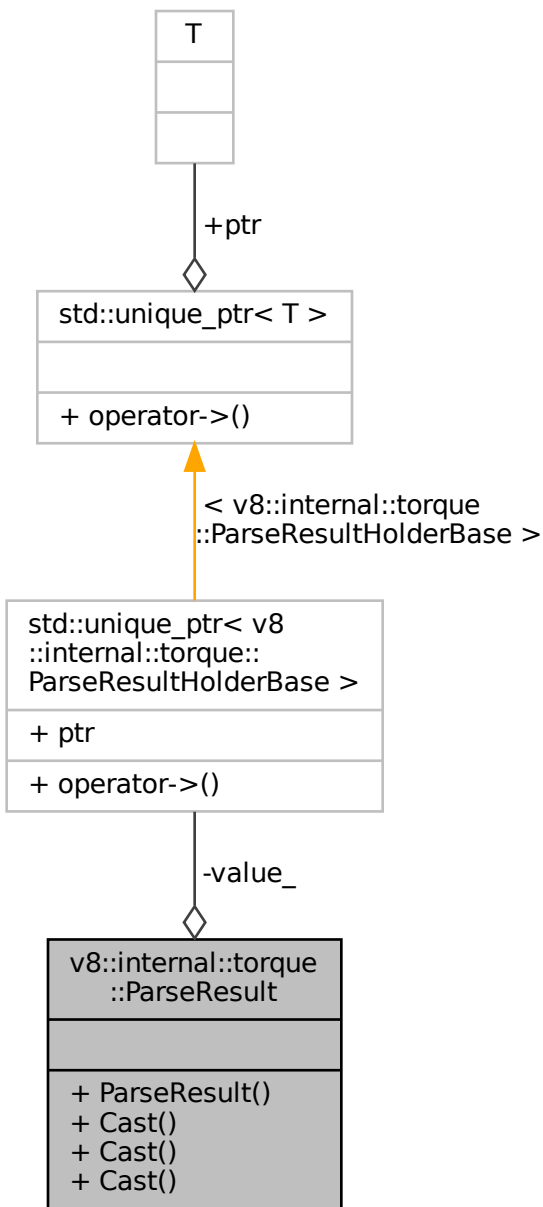 T
+ptr
std::unique_ptr< T >
+ operator->()
< v8::internal::torque
::ParseResultHolderBase >
std::unique_ptr< v8
::internal::torque::
ParseResultHolderBase >
+ ptr
+ operator->()
-value_
v8::internal::torque
::ParseResult
+ ParseResult()
+ Cast()
+ Cast()
+ Cast()